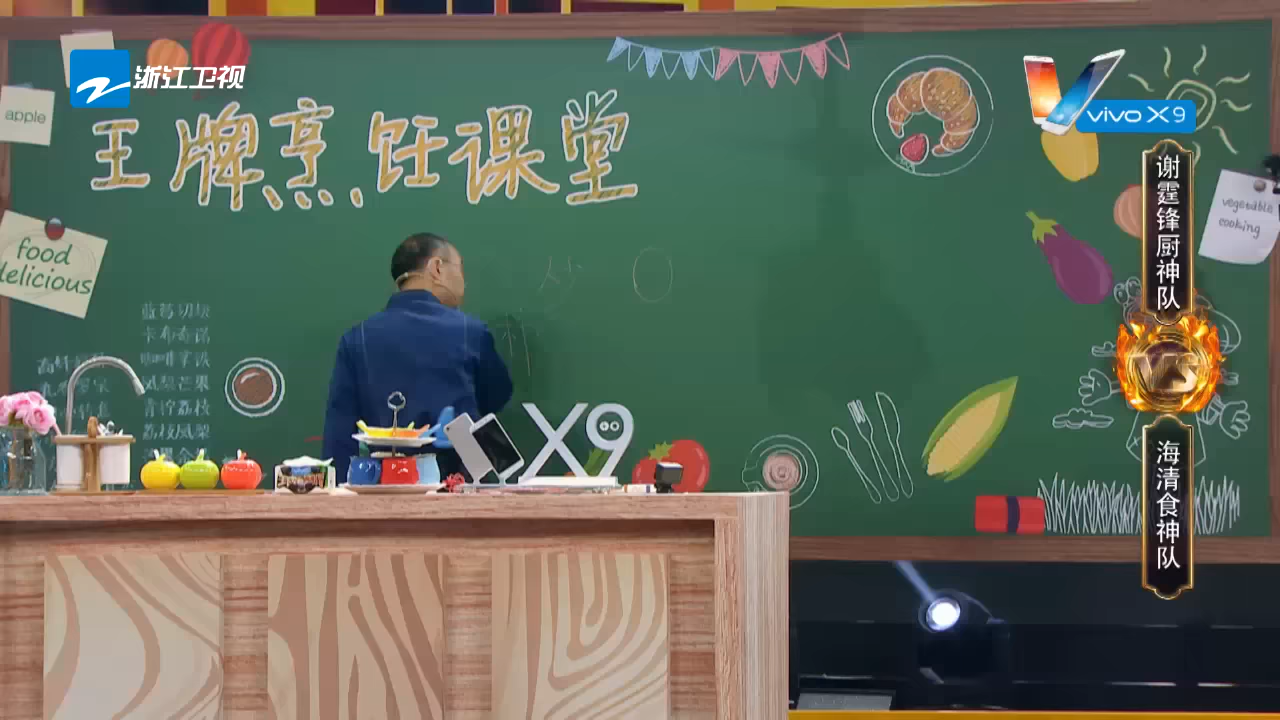 浙江卫视
apple
王牌烹饪课堂
vivo X9
谢霆锋厨神队
VS
海清食神队
vegetable
cooking
food
delicious
炒
蓝莓切块
卡布奇诺
咖啡拿铁
凤梨芒果
青柠荔枝
荔枝凤梨
X9